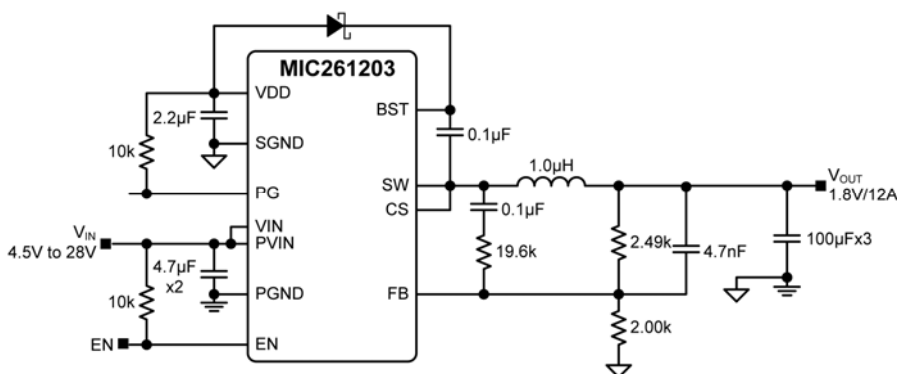 MIC261203
VDD
BST
2.2µF
0.1µF
SGND
10k
1.0µH
PG
SW
V_OUT
1.8V/12A
CS
0.1µF
VIN
V_IN
4.5V to 28V
PVIN
2.49k
4.7nF
100µFx3
19.6k
4.7µF
x2
10k
PGND
FB
2.00k
EN
EN